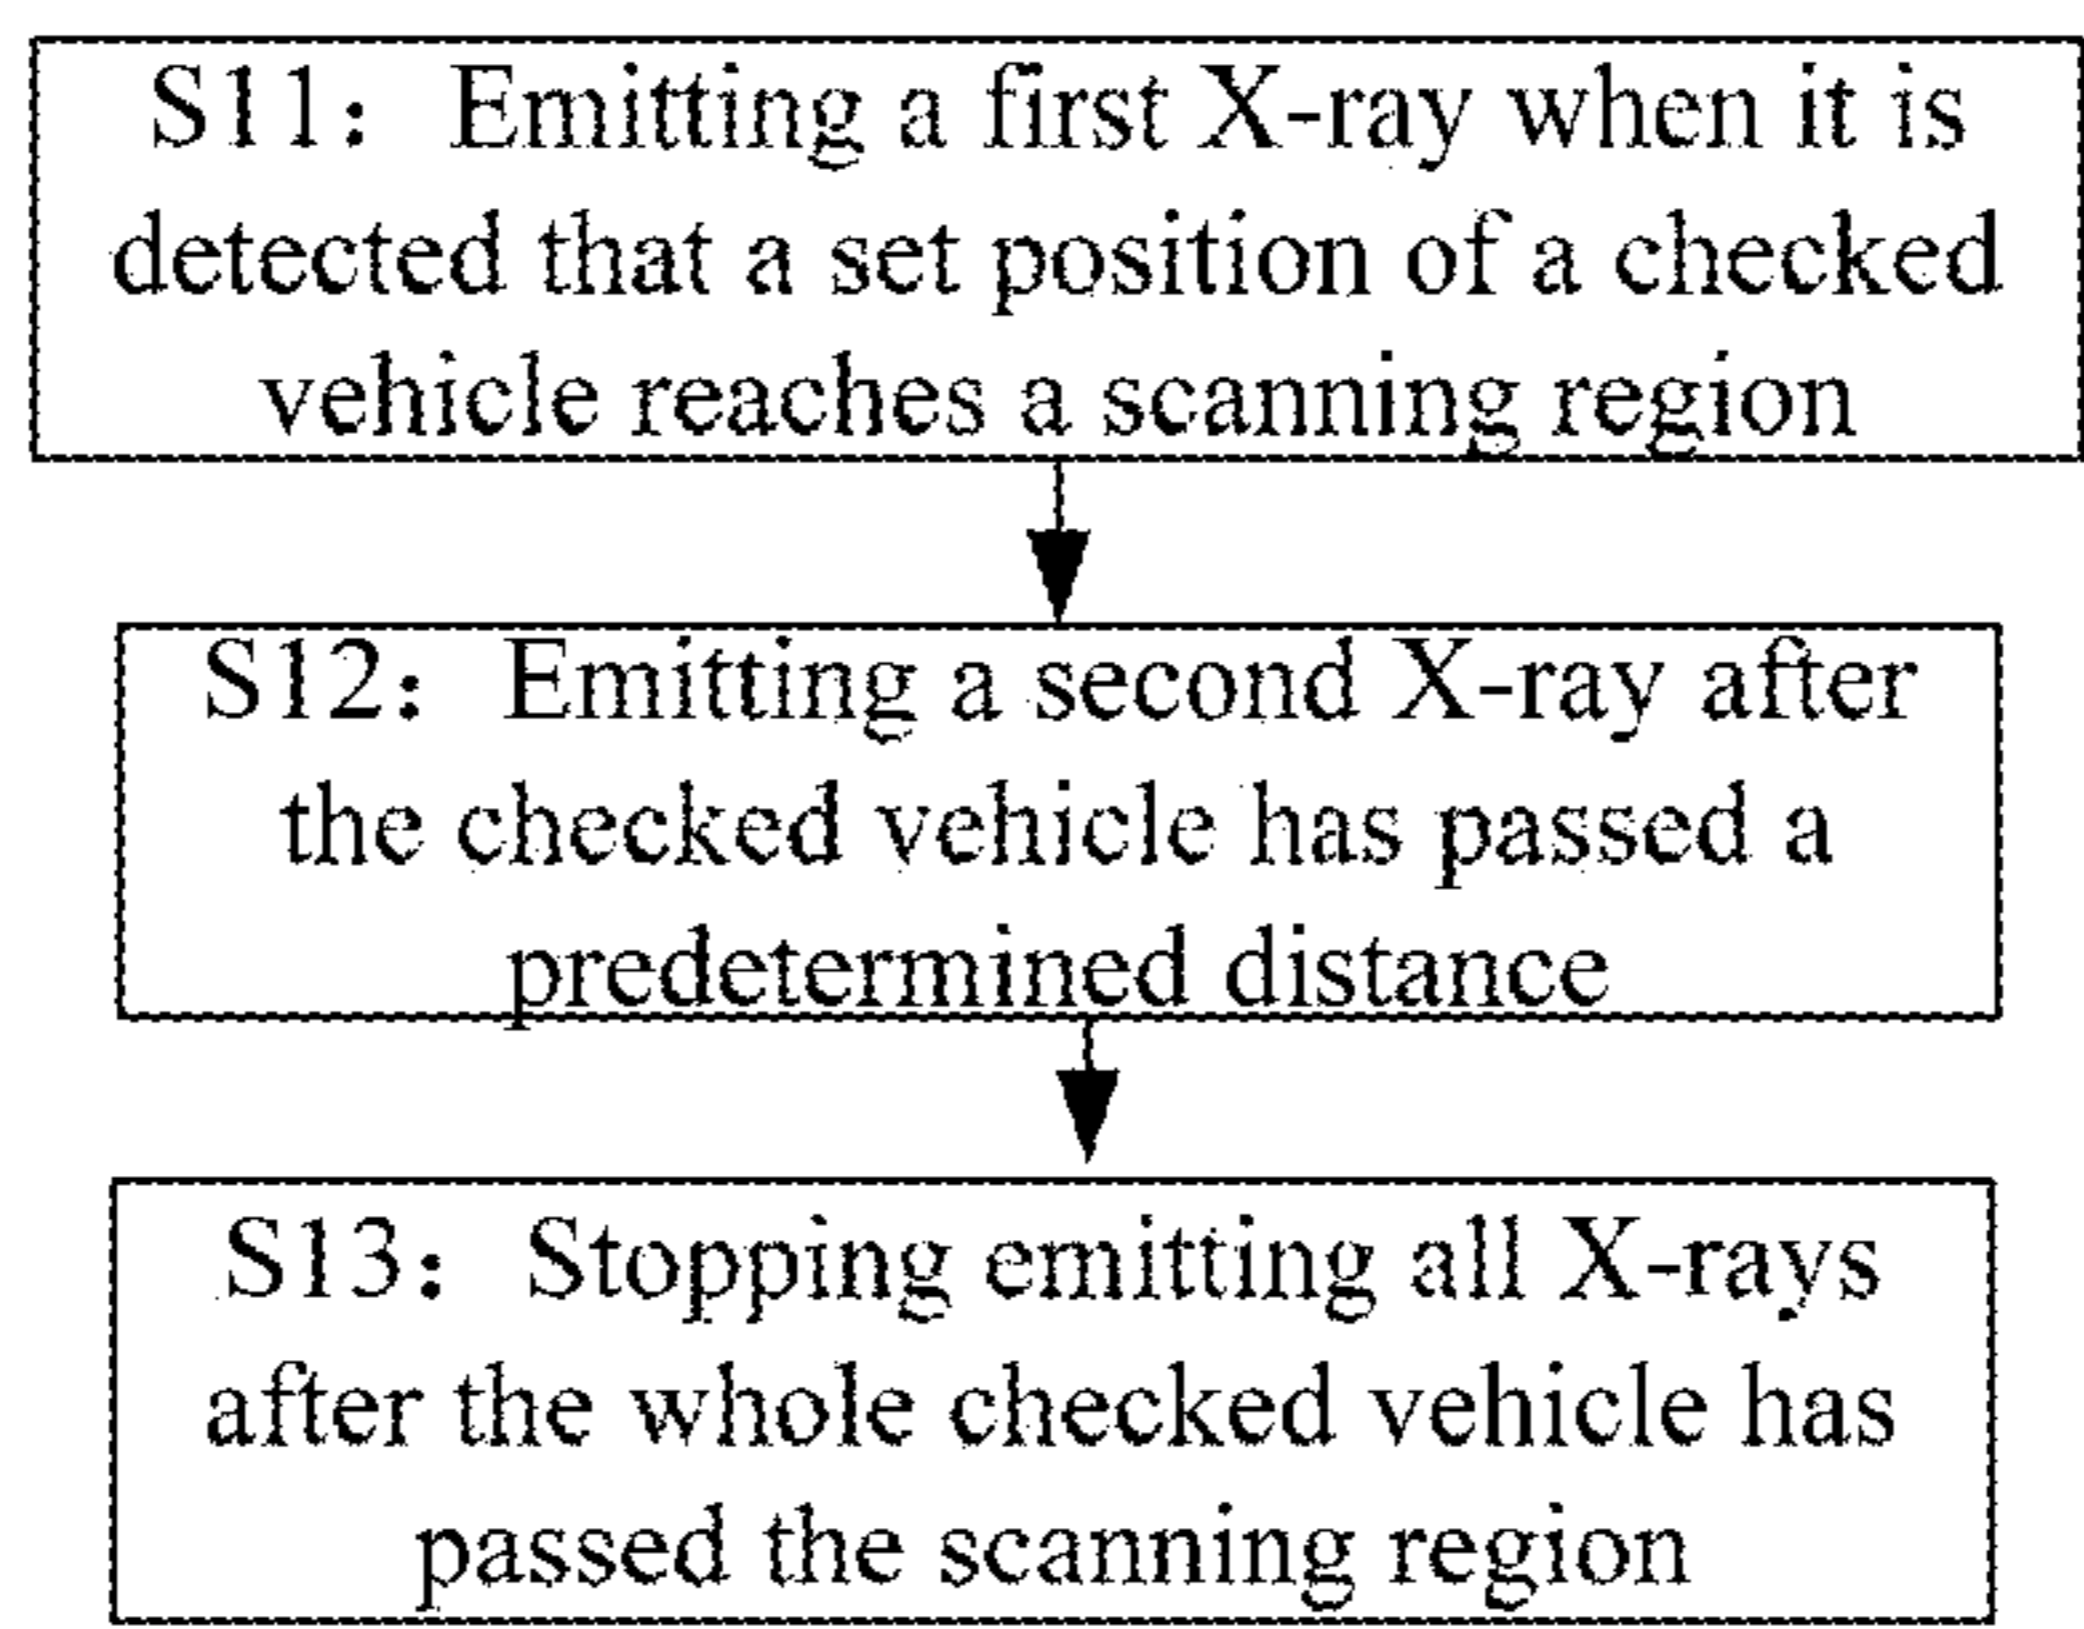 S11: Emitting a first X-ray when it is
detected that a set position of a checked
vehicle reaches a scanning region
S12: Emitting a second X-ray after
the checked vehicle has passed a
predetermined distance
S13: Stopping emitting all X-rays
after the whole checked vehicle has
passed the scanning region